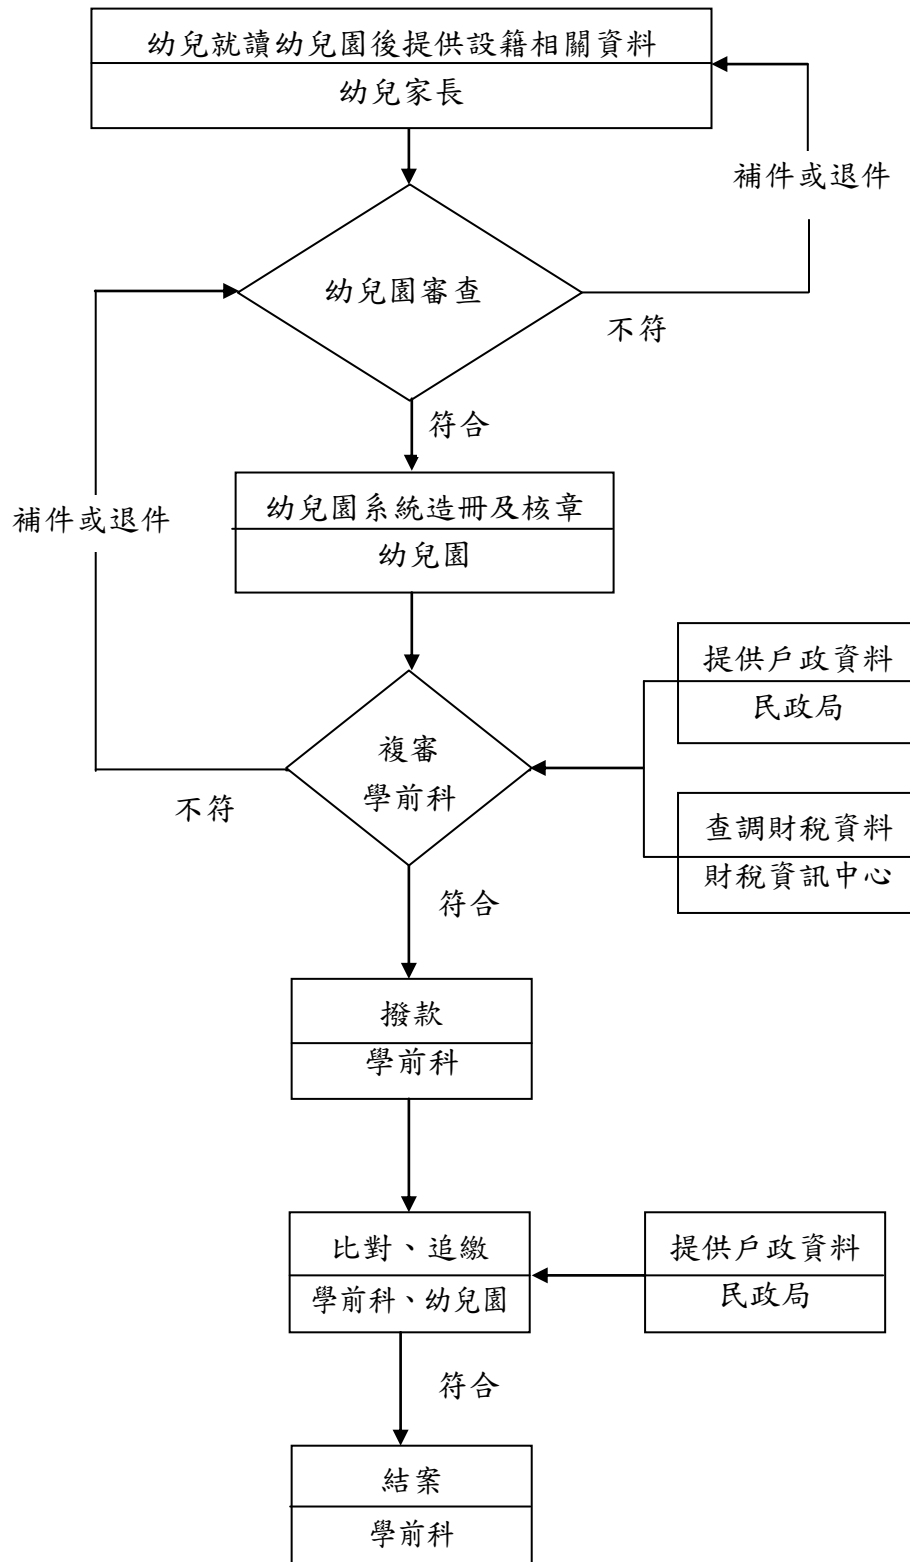 幼兒就讀幼兒園後提供設籍相關資料
幼兒家長
補件或退件
幼兒園審查
不符
符合
幼兒園系統造冊及核章
幼兒園
補件或退件
提供戶政資料
民政局
複審
學前科
不符
查調財稅資料
財稅資訊中心
符合
撥款
學前科
比對、追繳
學前科、幼兒園
提供戶政資料
民政局
符合
結案
學前科